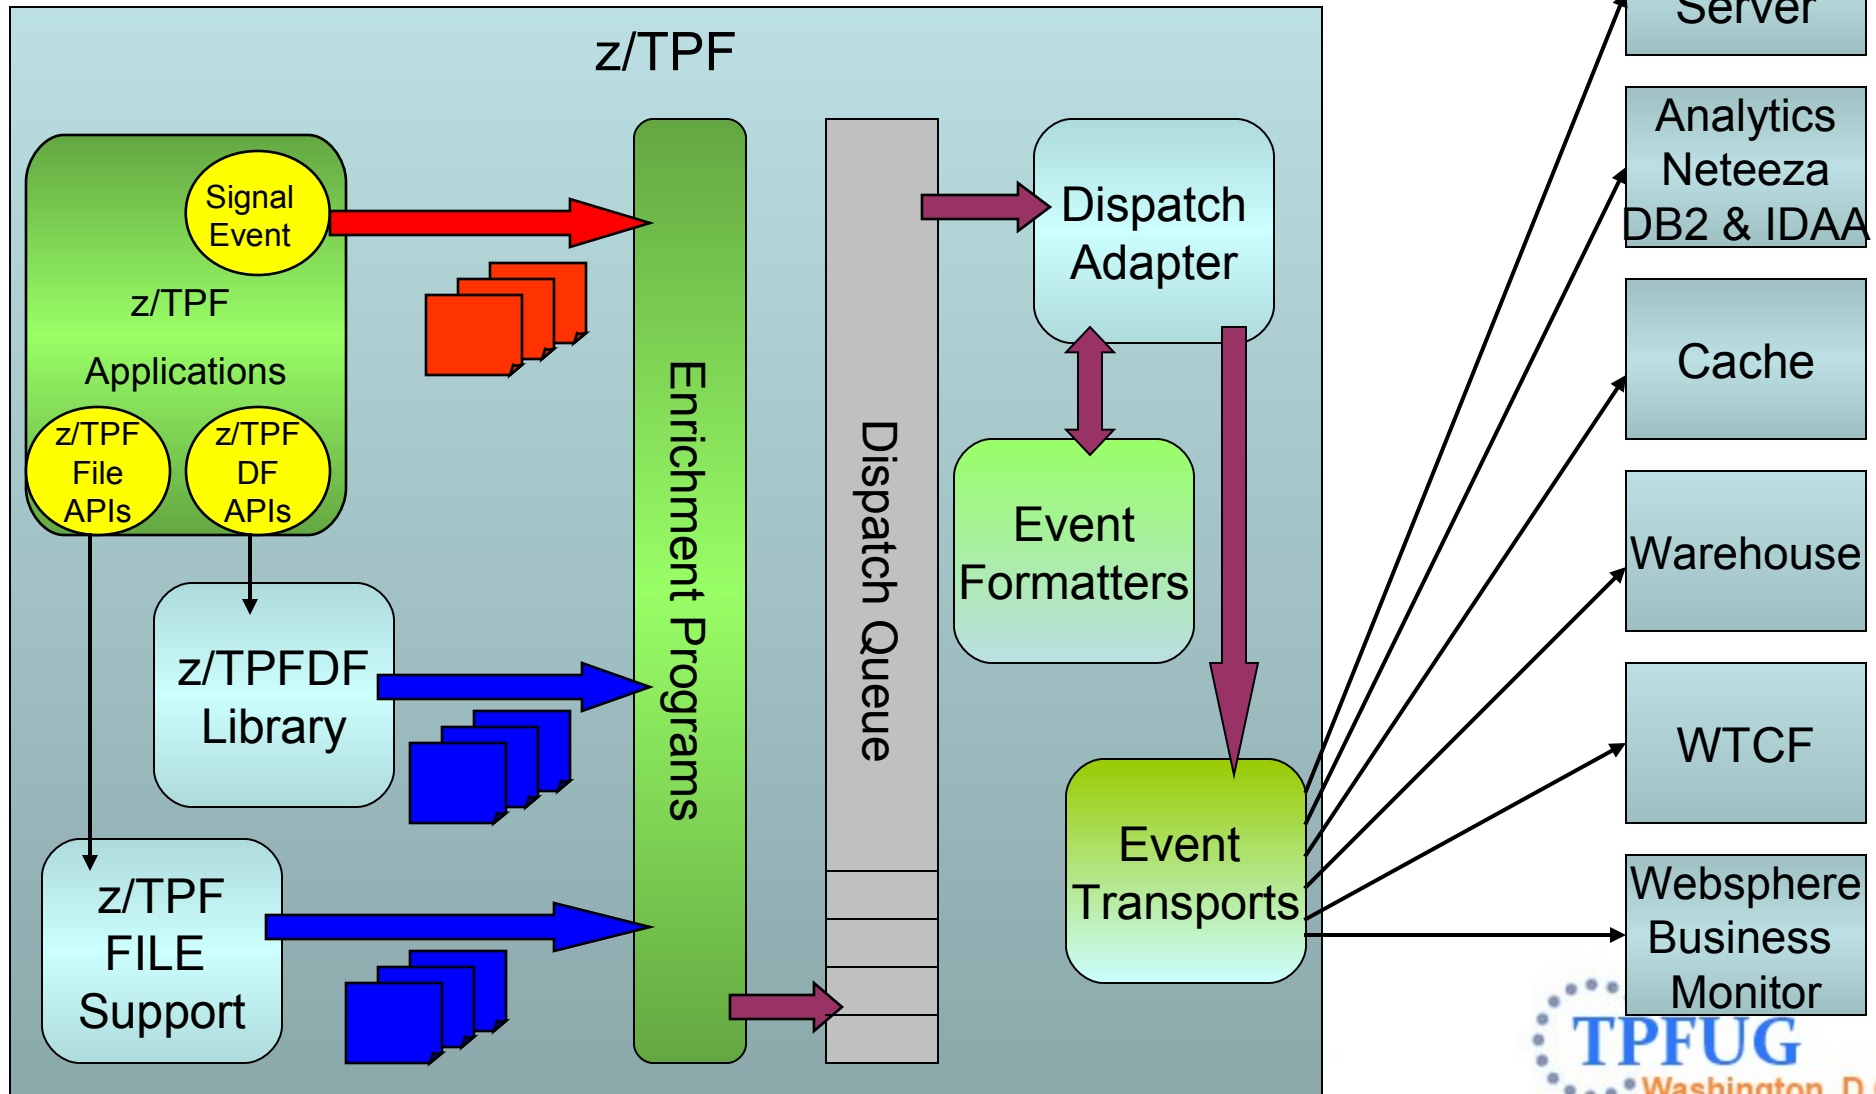 z/TPF
Signal
Event
z/TPF
Applications
z/TPF
File
APIs
z/TPF
DF
APIs
z/TPFDF
Library
z/TPF
FILE
Support
Enrichment Programs
Dispatch Queue
Dispatch
Adapter
Event
Formatters
Event
Transports
Server
Analytics
Neteeza
DB2 & IDAA
Cache
Warehouse
WTCF
Websphere
Business
Monitor
TPFUG
Washington, D.